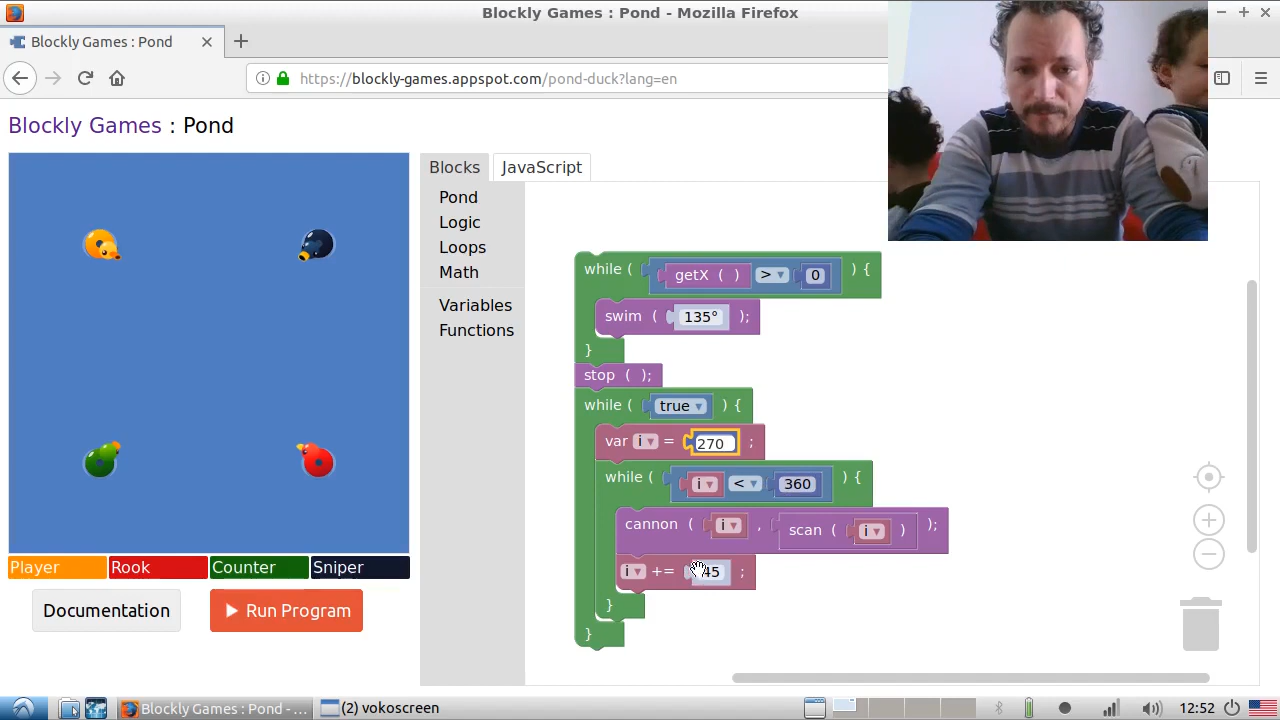 Blockly Games : Pond - Mozilla Firefox
Blockly Games : Pond
https://blockly-games.appspot.com/pond-duck?lang=en
Blockly Games : Pond
Blocks
JavaScript
Pond
Logic
Loops
Math
Variables
Functions
while ( getX ( ) > 0 ) {
swim ( 135° );
}
stop ( );
while ( true ) {
var i = 270 ;
while ( i < 360 ) {
cannon ( i , scan ( i ) );
i += 45 ;
}
}
Player
Rook
Counter
Sniper
Documentation
Run Program
Blockly Games : Pond - ...
(2) vokoscreen
12:52